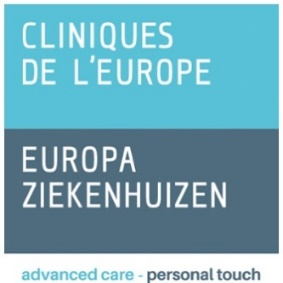 CLINIQUES
DE L'EUROPE
EUROPA
ZIEKENHUIZEN
advanced care - personal touch